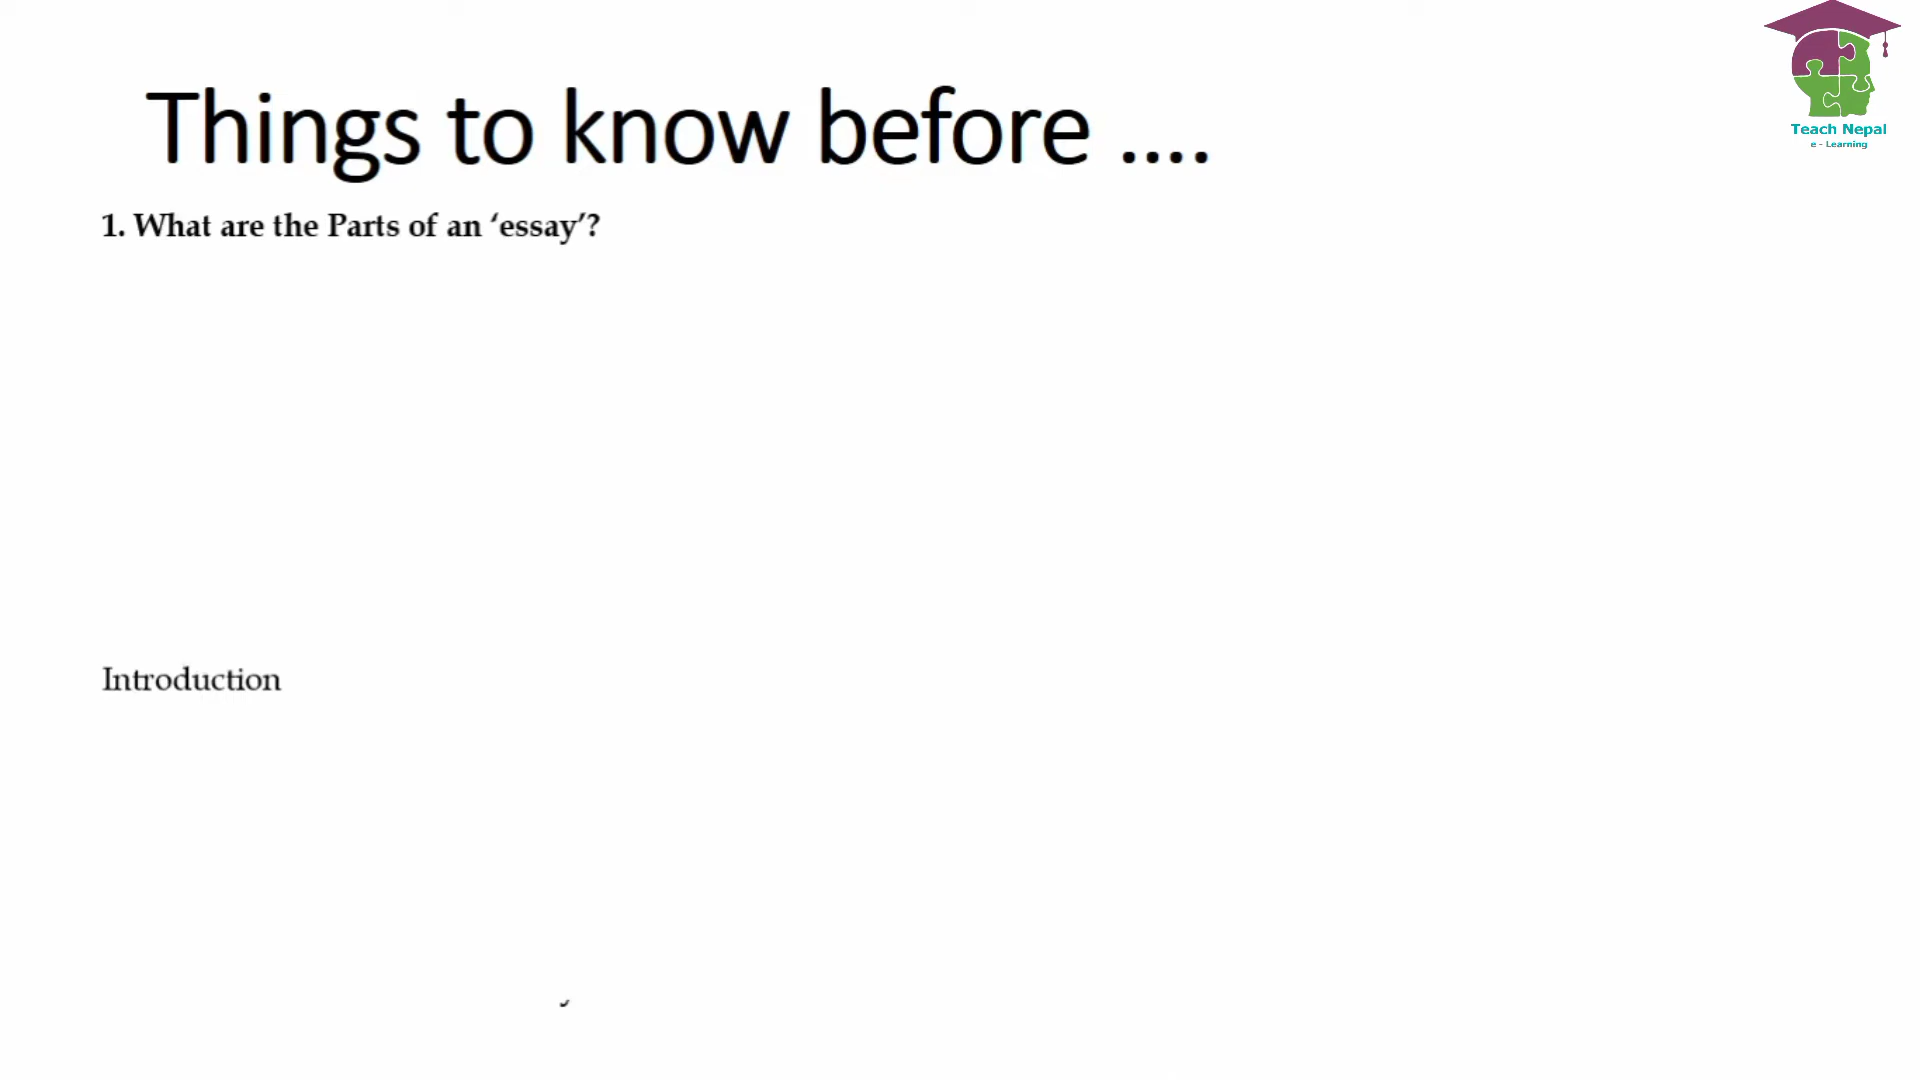 Things to know before ....
Teach Nepal
e - Learning
1. What are the Parts of an ‘essay’?
Introduction